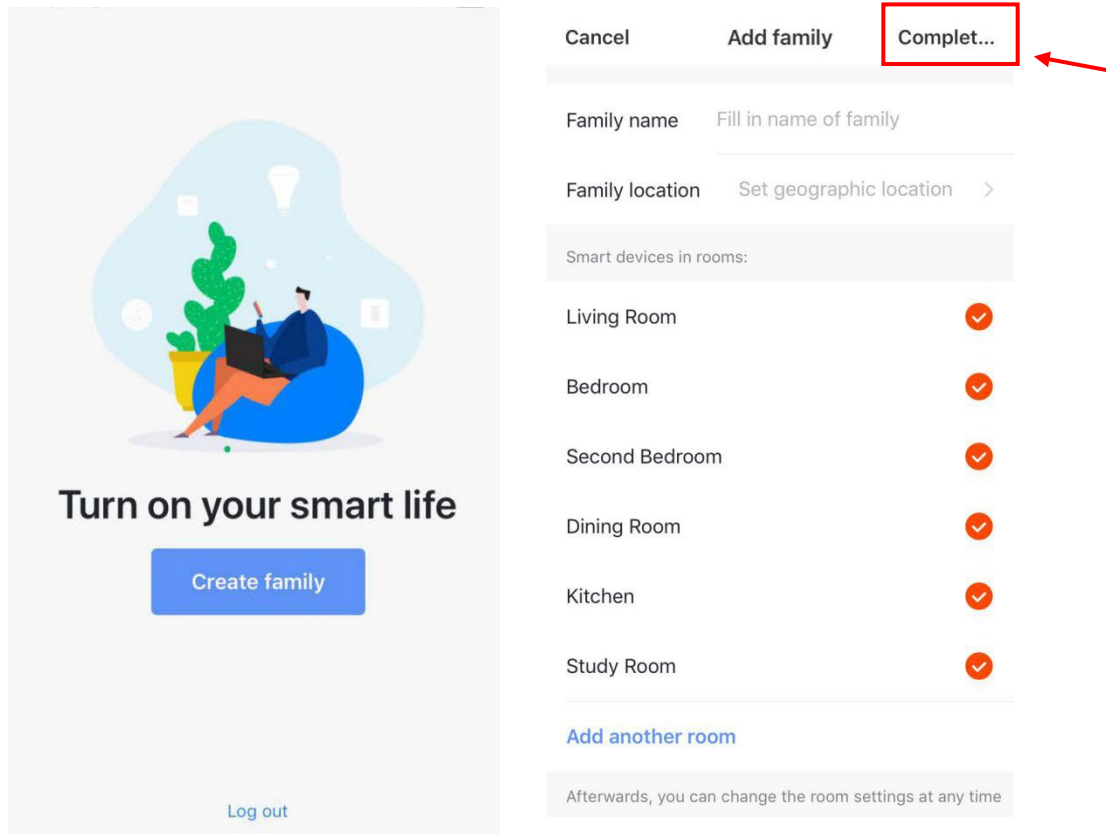 Turn on your smart life
Create family
Log out
Cancel Add family Complet...
Family name Fill in name of family
Family location Set geographic location >
Smart devices in rooms:
Living Room
Bedroom
Second Bedroom
Dining Room
Kitchen
Study Room
Add another room
Afterwards, you can change the room settings at any time